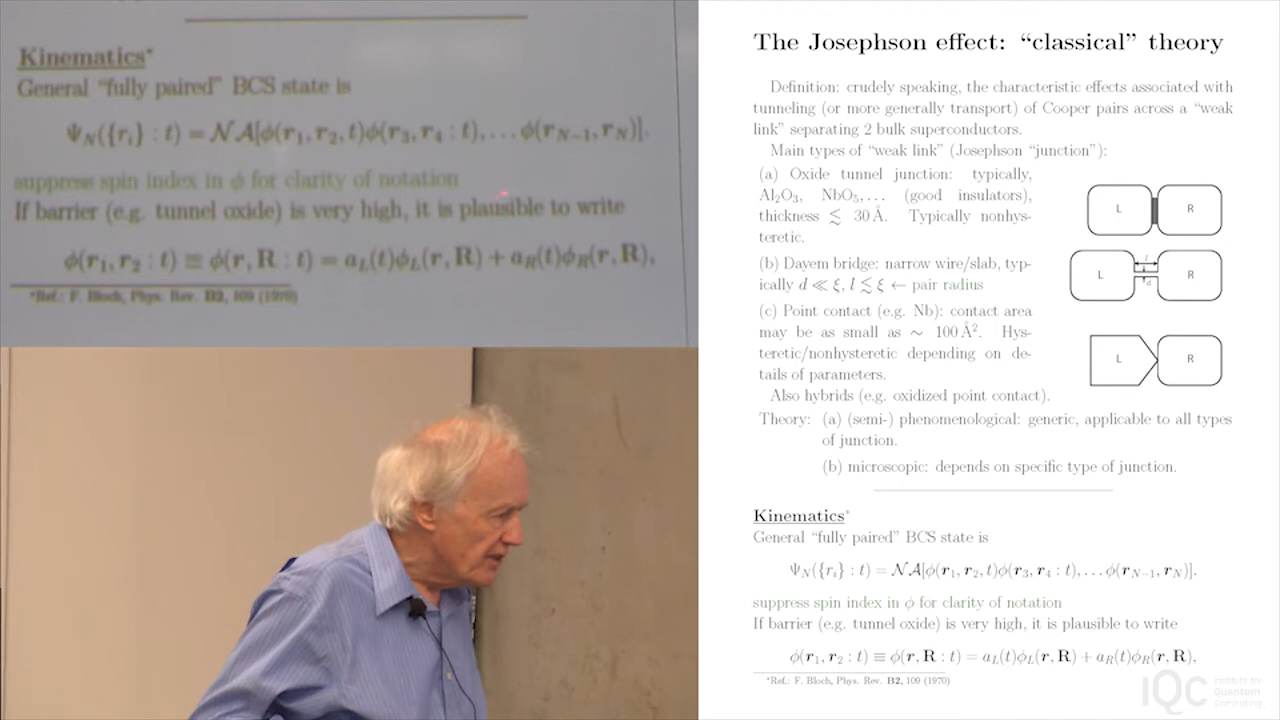 Kinematics*
General “fully paired” BCS state is
Ψ_N({r_i} : t) = 𝒩𝒜[ϕ(r_1, r_2, t)ϕ(r_3, r_4 : t), … ϕ(r_{N−1}, r_N)].
suppress spin index in ϕ for clarity of notation
If barrier (e.g. tunnel oxide) is very high, it is plausible to write
ϕ(r_1, r_2 : t) ≡ ϕ(r, R : t) = a_L(t)ϕ_L(r, R) + a_R(t)ϕ_R(r, R),
*Ref.: F. Bloch, Phys. Rev. B2, 109 (1970)
The Josephson effect: “classical” theory
Definition: crudely speaking, the characteristic effects associated with
tunneling (or more generally transport) of Cooper pairs across a “weak
link” separating 2 bulk superconductors.
Main types of “weak link” (Josephson “junction”):
(a) Oxide tunnel junction: typically,
Al₂O₃, NbO₅,… (good insulators),
thickness ≲ 30 Å. Typically nonhys-
teretic.
L R
(b) Dayem bridge: narrow wire/slab, typ-
ically d ≪ ξ, l ≲ ξ ← pair radius
L l d R
(c) Point contact (e.g. Nb): contact area
may be as small as ∼ 100 Å². Hys-
teretic/nonhysteretic depending on de-
tails of parameters.
L R
Also hybrids (e.g. oxidized point contact).
Theory: (a) (semi-) phenomenological: generic, applicable to all types
of junction.
(b) microscopic: depends on specific type of junction.
Kinematics*
General “fully paired” BCS state is
Ψ_N({r_i} : t) = 𝒩𝒜[ϕ(r_1, r_2, t)ϕ(r_3, r_4 : t), … ϕ(r_{N−1}, r_N)].
suppress spin index in ϕ for clarity of notation
If barrier (e.g. tunnel oxide) is very high, it is plausible to write
ϕ(r_1, r_2 : t) ≡ ϕ(r, R : t) = a_L(t)ϕ_L(r, R) + a_R(t)ϕ_R(r, R),
*Ref.: F. Bloch, Phys. Rev. B2, 109 (1970)
IQC Institute for
Quantum
Computing